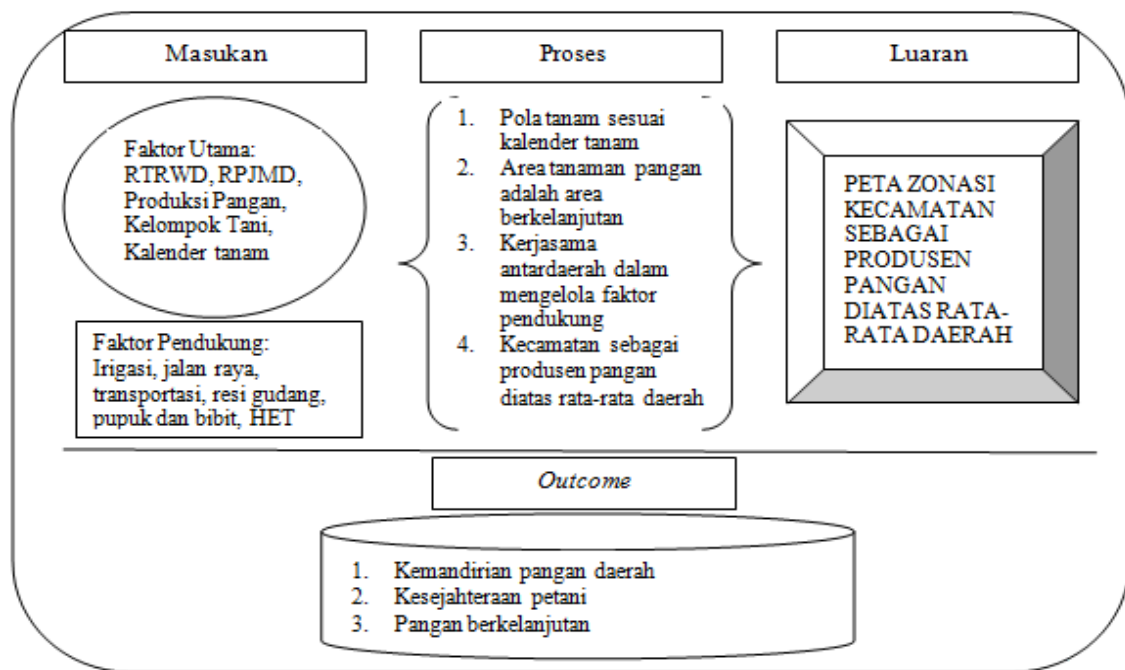 Masukan
Proses
Luaran
Faktor Utama:
RTRWD, RPJMD,
Produksi Pangan,
Kelompok Tani,
Kalender tanam
Faktor Pendukung:
Irigasi, jalan raya,
transportasi, resi gudang,
pupuk dan bibit, HET
1. Pola tanam sesuai
kalender tanam
2. Area tanaman pangan
adalah area
berkelanjutan
3. Kerjasama
antardaerah dalam
mengelola faktor
pendukung
4. Kecamatan sebagai
produsen pangan
diatas rata-rata daerah
PETA ZONASI
KECAMATAN
SEBAGAI
PRODUSEN
PANGAN
DIATAS RATA-
RATA DAERAH
Outcome
1. Kemandirian pangan daerah
2. Kesejahteraan petani
3. Pangan berkelanjutan